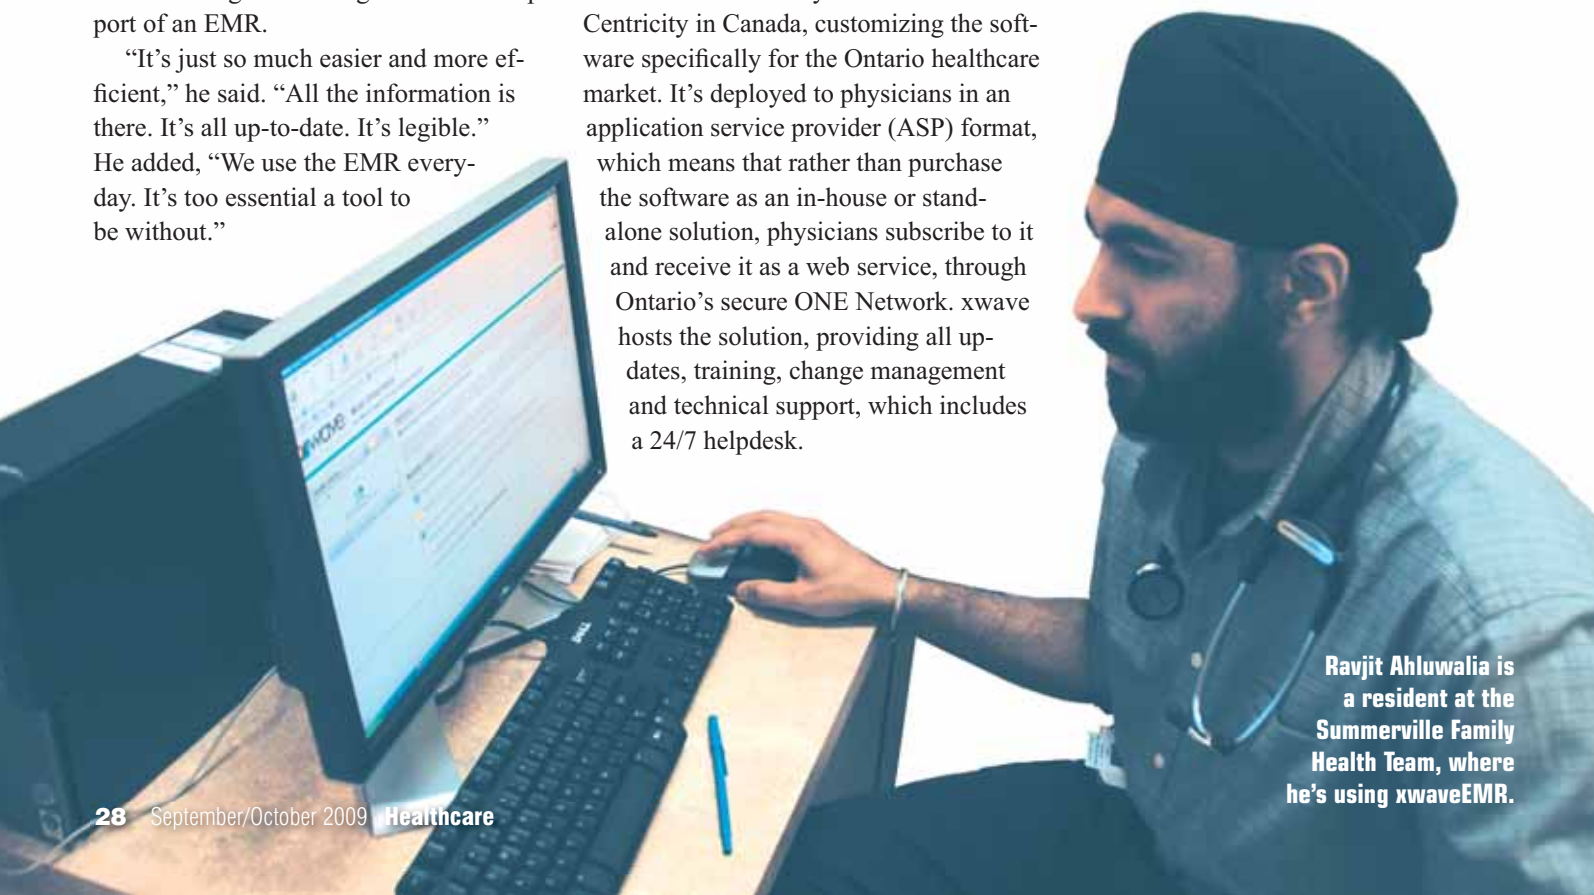 port of an EMR.
“It’s just so much easier and more ef-
ficient,” he said. “All the information is
there. It’s all up-to-date. It’s legible.”
He added, “We use the EMR every-
day. It’s too essential a tool to
be without.”
Centricity in Canada, customizing the soft-
ware specifically for the Ontario healthcare
market. It’s deployed to physicians in an
application service provider (ASP) format,
which means that rather than purchase
the software as an in-house or stand-
alone solution, physicians subscribe to it
and receive it as a web service, through
Ontario’s secure ONE Network. xwave
hosts the solution, providing all up-
dates, training, change management
and technical support, which includes
a 24/7 helpdesk.
xwave
DELL
Ravjit Ahluwalia is
a resident at the
Summerville Family
Health Team, where
he’s using xwaveEMR.
28 September/October 2009 Healthcare